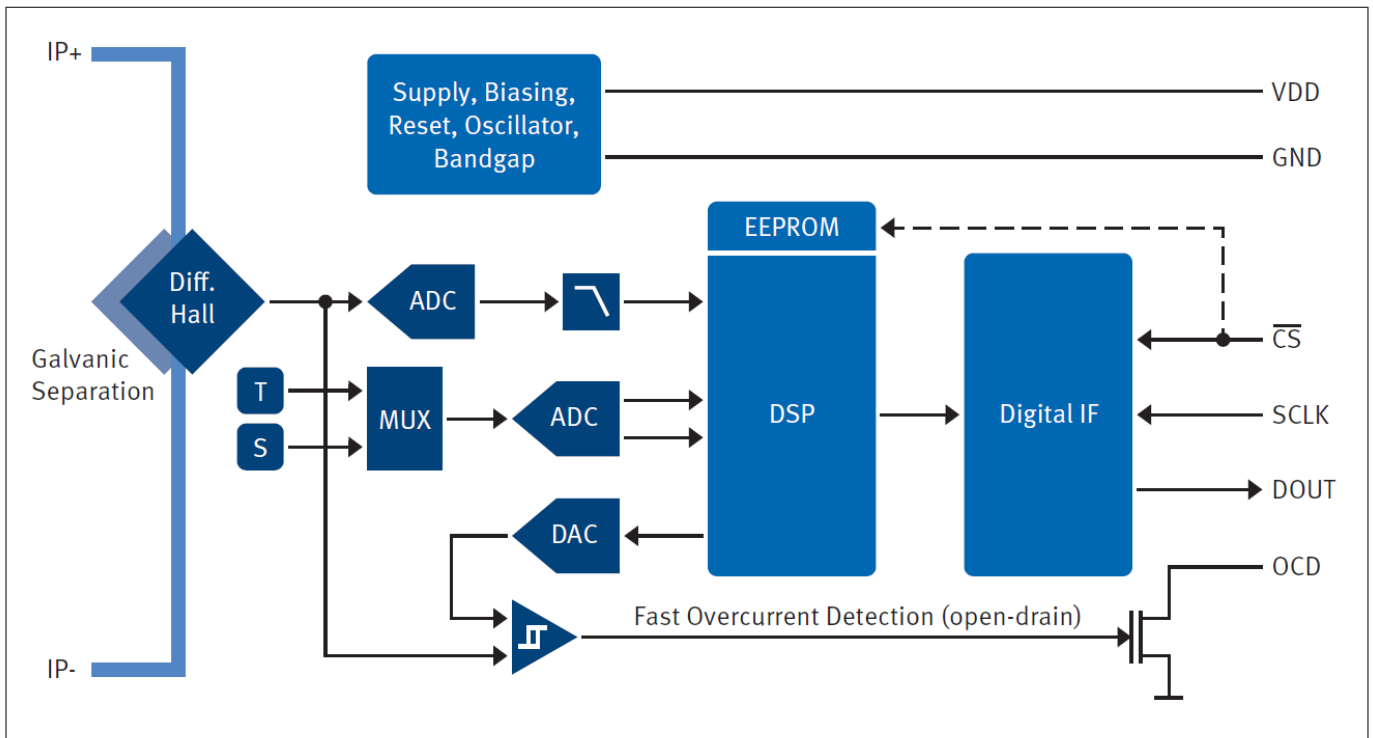 IP+
Supply, Biasing,
Reset, Oscillator,
Bandgap
VDD
GND
EEPROM
Diff.
Hall
ADC
C̅S̅
Galvanic
Separation
T
MUX
ADC
DSP
Digital IF
SCLK
S
DOUT
DAC
OCD
Fast Overcurrent Detection (open-drain)
IP-